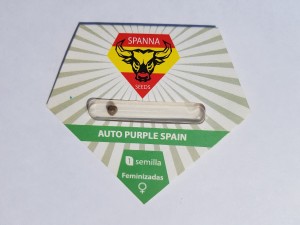 SPANNA
SEEDS
AUTO PURPLE SPAIN
1 semilla
Feminizadas